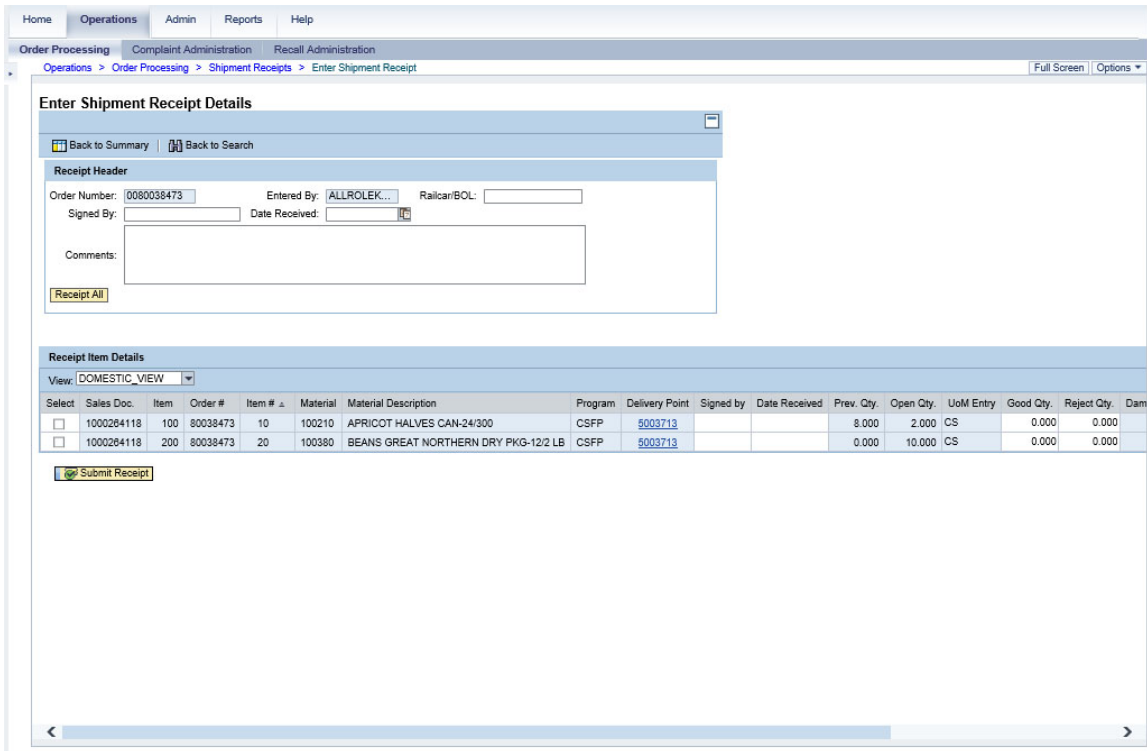 Home Operations Admin Reports Help
Order Processing Complaint Administration Recall Administration
Operations > Order Processing > Shipment Receipts > Enter Shipment Receipt Full Screen Options
Enter Shipment Receipt Details
Back to Summary Back to Search
Receipt Header
Order Number: 0080038473 Entered By: ALLROLEK... Railcar/BOL:
Signed By: Date Received:
Comments:
Receipt All
Receipt Item Details
View: DOMESTIC_VIEW
Select Sales Doc. Item Order # Item # Material Material Description Program Delivery Point Signed by Date Received Prev. Qty. Open Qty. UoM Entry Good Qty. Reject Qty. Dam
1000264118 100 80038473 10 100210 APRICOT HALVES CAN-24/300 CSFP 5003713 8.000 2.000 CS 0.000 0.000
1000264118 200 80038473 20 100380 BEANS GREAT NORTHERN DRY PKG-12/2 LB CSFP 5003713 0.000 10.000 CS 0.000 0.000
Submit Receipt